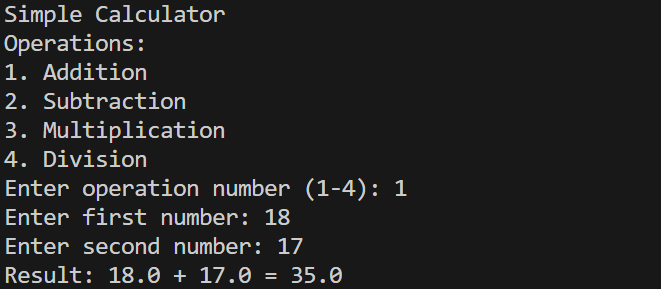 Simple Calculator
Operations:
1. Addition
2. Subtraction
3. Multiplication
4. Division
Enter operation number (1-4): 1
Enter first number: 18
Enter second number: 17
Result: 18.0 + 17.0 = 35.0